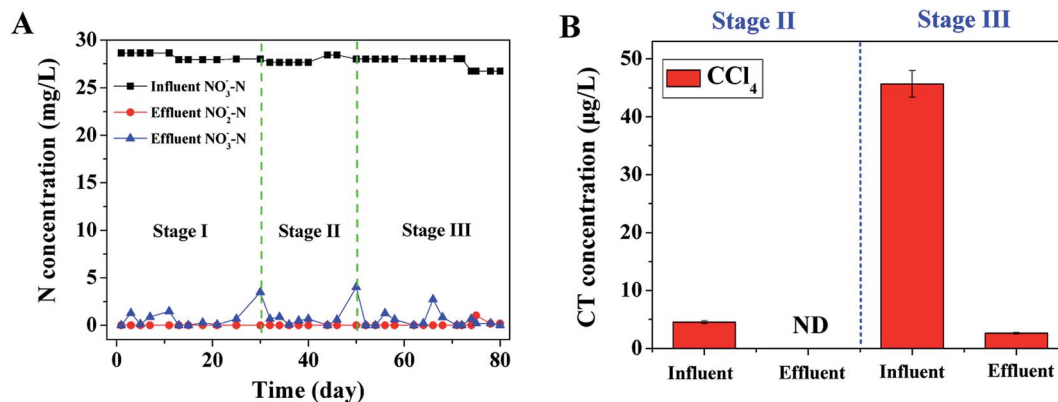 A
N concentration (mg/L)
30
25
20
15
10
5
0
Influent NO₃⁻-N
Effluent NO₂⁻-N
Effluent NO₃⁻-N
Stage I
Stage II
Stage III
0
20
40
60
80
Time (day)
B
Stage II
Stage III
CT concentration (µg/L)
50
40
30
20
10
0
CCl₄
ND
Influent
Effluent
Influent
Effluent